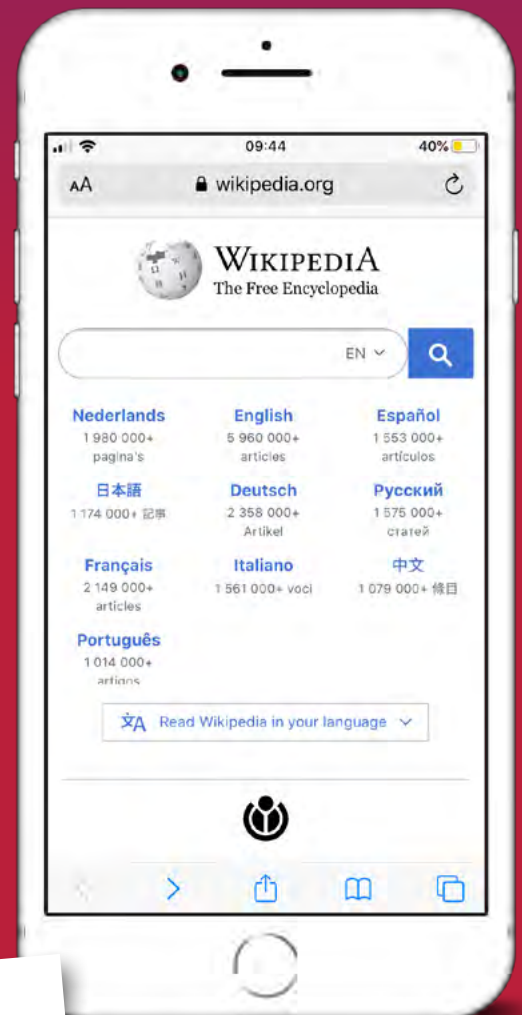 09:44 40%
AA wikipedia.org
WIKIPEDIA
The Free Encyclopedia
EN
Nederlands English Español
1 980 000+ 5 960 000+ 1 553 000+
pagina's articles artículos
日本語 Deutsch Русский
1 174 000+ 記事 2 358 000+ 1 575 000+
Artikel статей
Français Italiano 中文
2 149 000+ 1 561 000+ voci 1 079 000+ 條目
articles
Português
1 014 000+
artigos
文A Read Wikipedia in your language